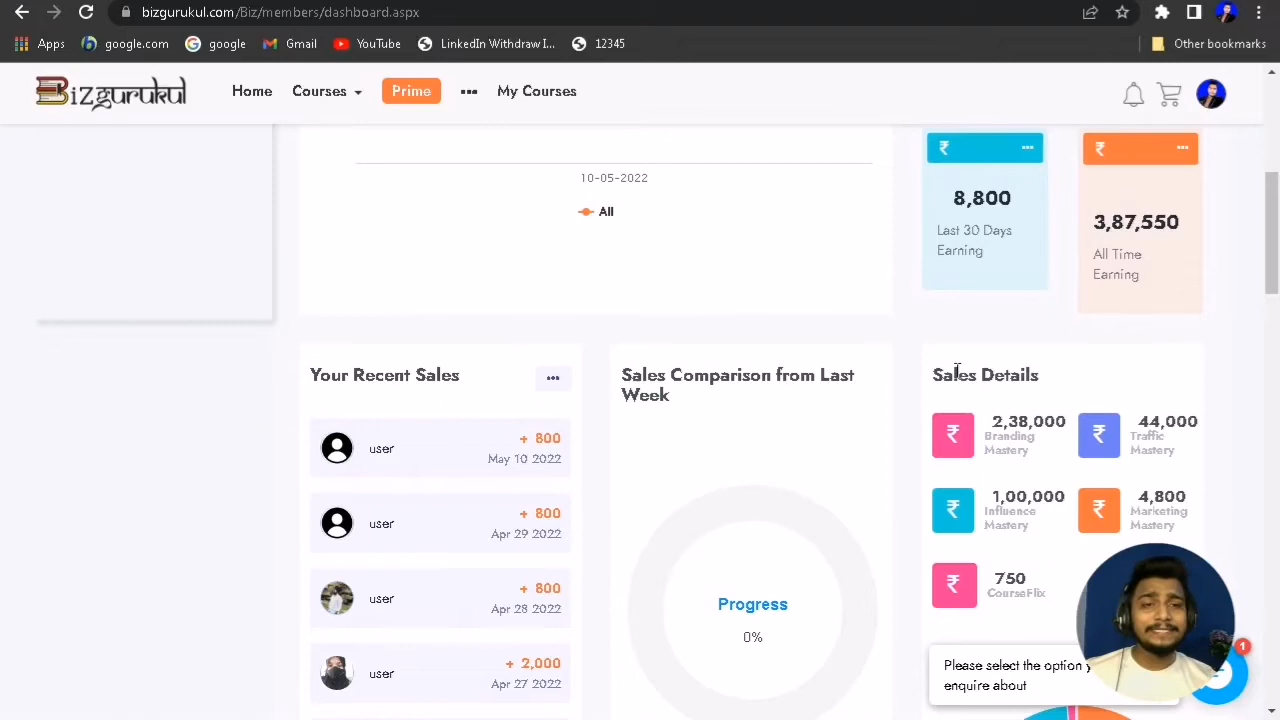 bizgurukul.com/Biz/members/dashboard.aspx
Apps google.com google Gmail YouTube LinkedIn Withdraw I... 12345 Other bookmarks
Bizgurukul Home Courses Prime ••• My Courses
10-05-2022
All
₹ •••
8,800
Last 30 Days
Earning
₹ •••
3,87,550
All Time
Earning
Your Recent Sales •••
user + 800
May 10 2022
user + 800
Apr 29 2022
user + 800
Apr 28 2022
user + 2,000
Apr 27 2022
Sales Comparison from Last
Week
Progress
0%
Sales Details
₹ 2,38,000
Branding
Mastery
₹ 44,000
Traffic
Mastery
₹ 1,00,000
Influence
Mastery
₹ 4,800
Marketing
Mastery
₹ 750
CourseFlix
Please select the option
enquire about
1